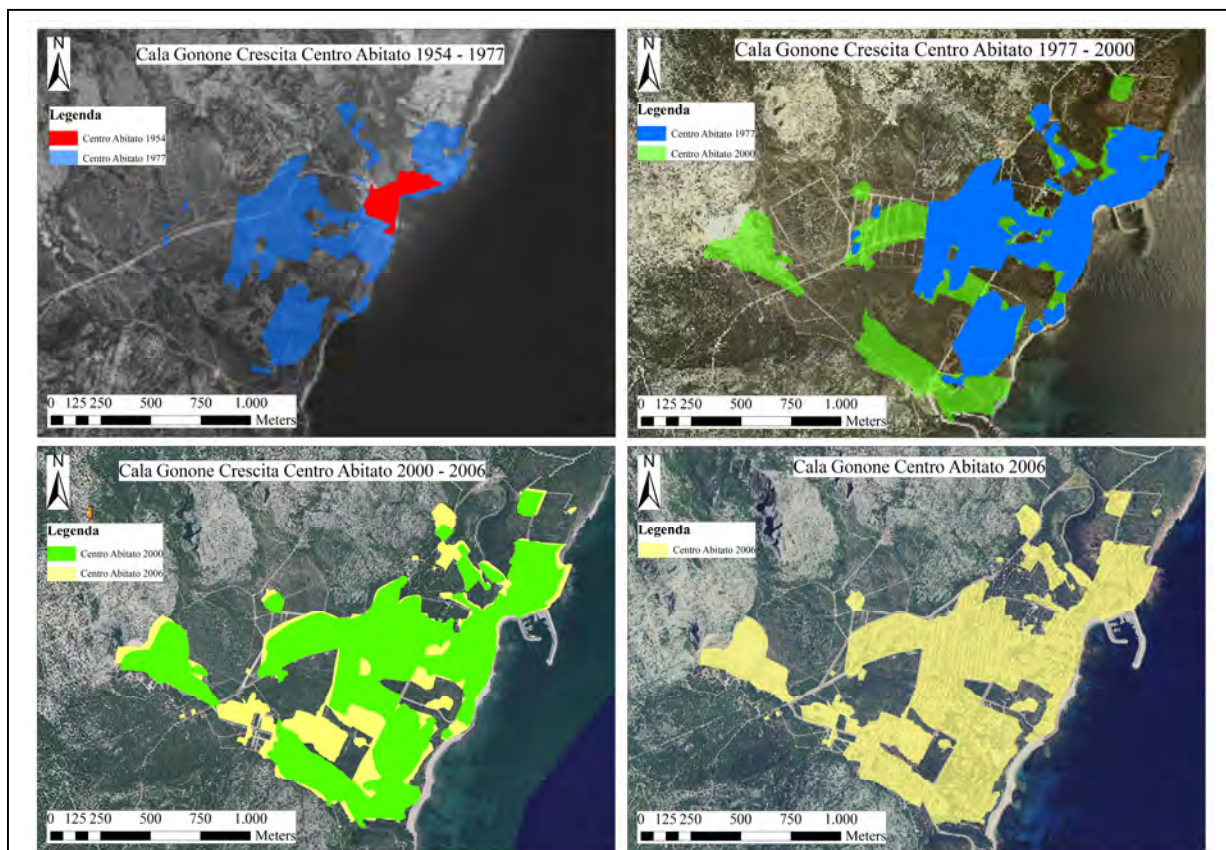 N
Cala Gonone Crescita Centro Abitato 1954 - 1977
Legenda
Centro Abitato 1954
Centro Abitato 1977
0 125 250 500 750 1.000
Meters
N
Cala Gonone Crescita Centro Abitato 1977 - 2000
Legenda
Centro Abitato 1977
Centro Abitato 2000
0 125 250 500 750 1.000
Meters
N
Cala Gonone Crescita Centro Abitato 2000 - 2006
Legenda
Centro Abitato 2000
Centro Abitato 2006
0 125 250 500 750 1.000
Meters
N
Cala Gonone Centro Abitato 2006
Legenda
Centro Abitato 2006
0 125 250 500 750 1.000
Meters